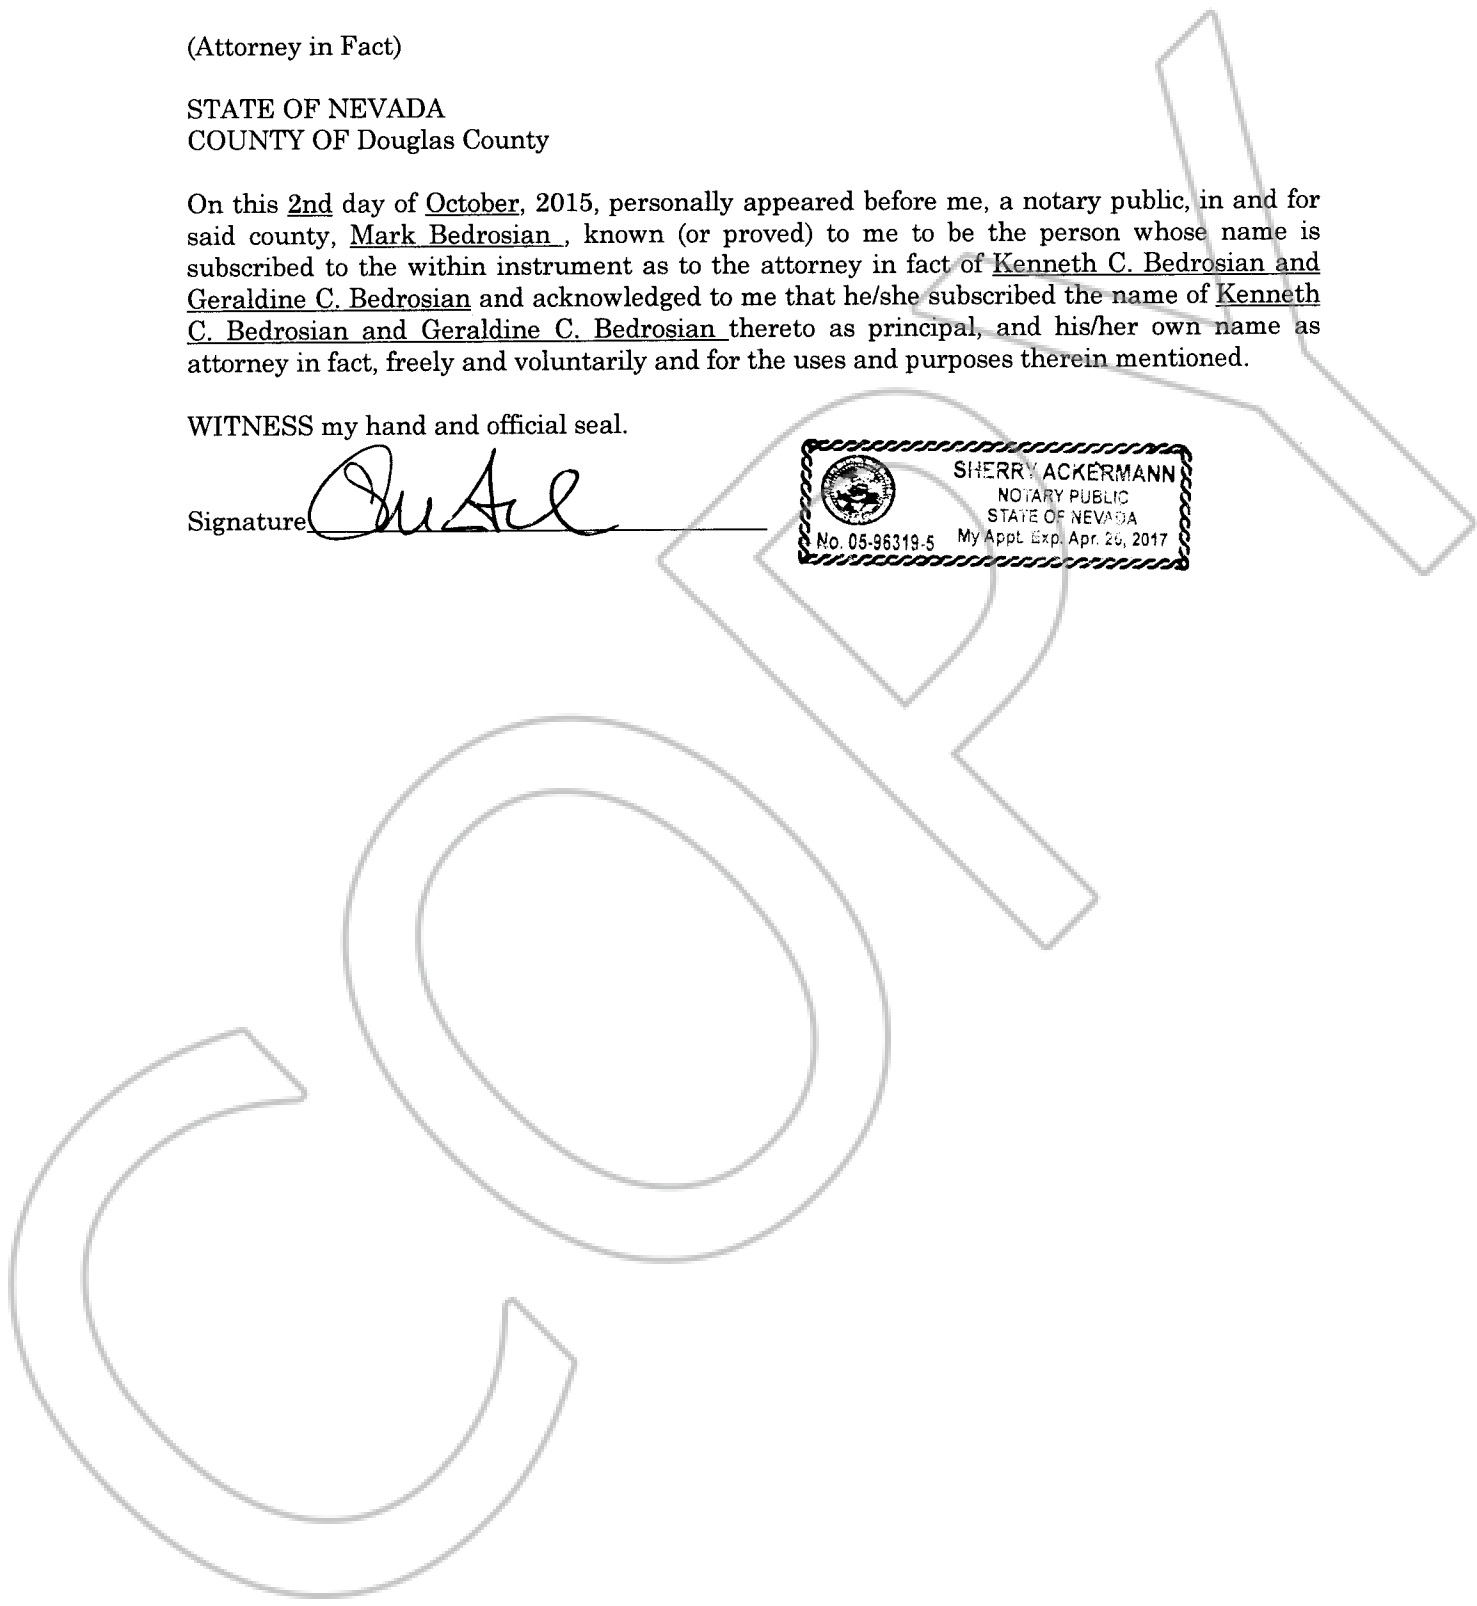 (Attorney in Fact)
STATE OF NEVADA
COUNTY OF Douglas County
On this 2nd day of October, 2015, personally appeared before me, a notary public, in and for
said county, Mark Bedrosian , known (or proved) to me to be the person whose name is
subscribed to the within instrument as to the attorney in fact of Kenneth C. Bedrosian and
Geraldine C. Bedrosian and acknowledged to me that he/she subscribed the name of Kenneth
C. Bedrosian and Geraldine C. Bedrosian thereto as principal, and his/her own name as
attorney in fact, freely and voluntarily and for the uses and purposes therein mentioned.
WITNESS my hand and official seal.
Signature
SHERRY ACKERMANN
NOTARY PUBLIC
STATE OF NEVADA
No. 05-96319-5 My Appt. Exp. Apr. 26, 2017
COPY